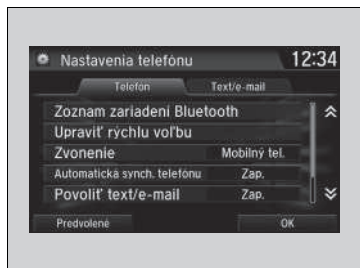 Nastavenia telefónu 12:34
Telefón Text/e-mail
Zoznam zariadení Bluetooth
Upraviť rýchlu voľbu
Zvonenie Mobilný tel.
Automatická synch. telefónu Zap.
Povoliť text/e-mail Zap.
Predvolené OK